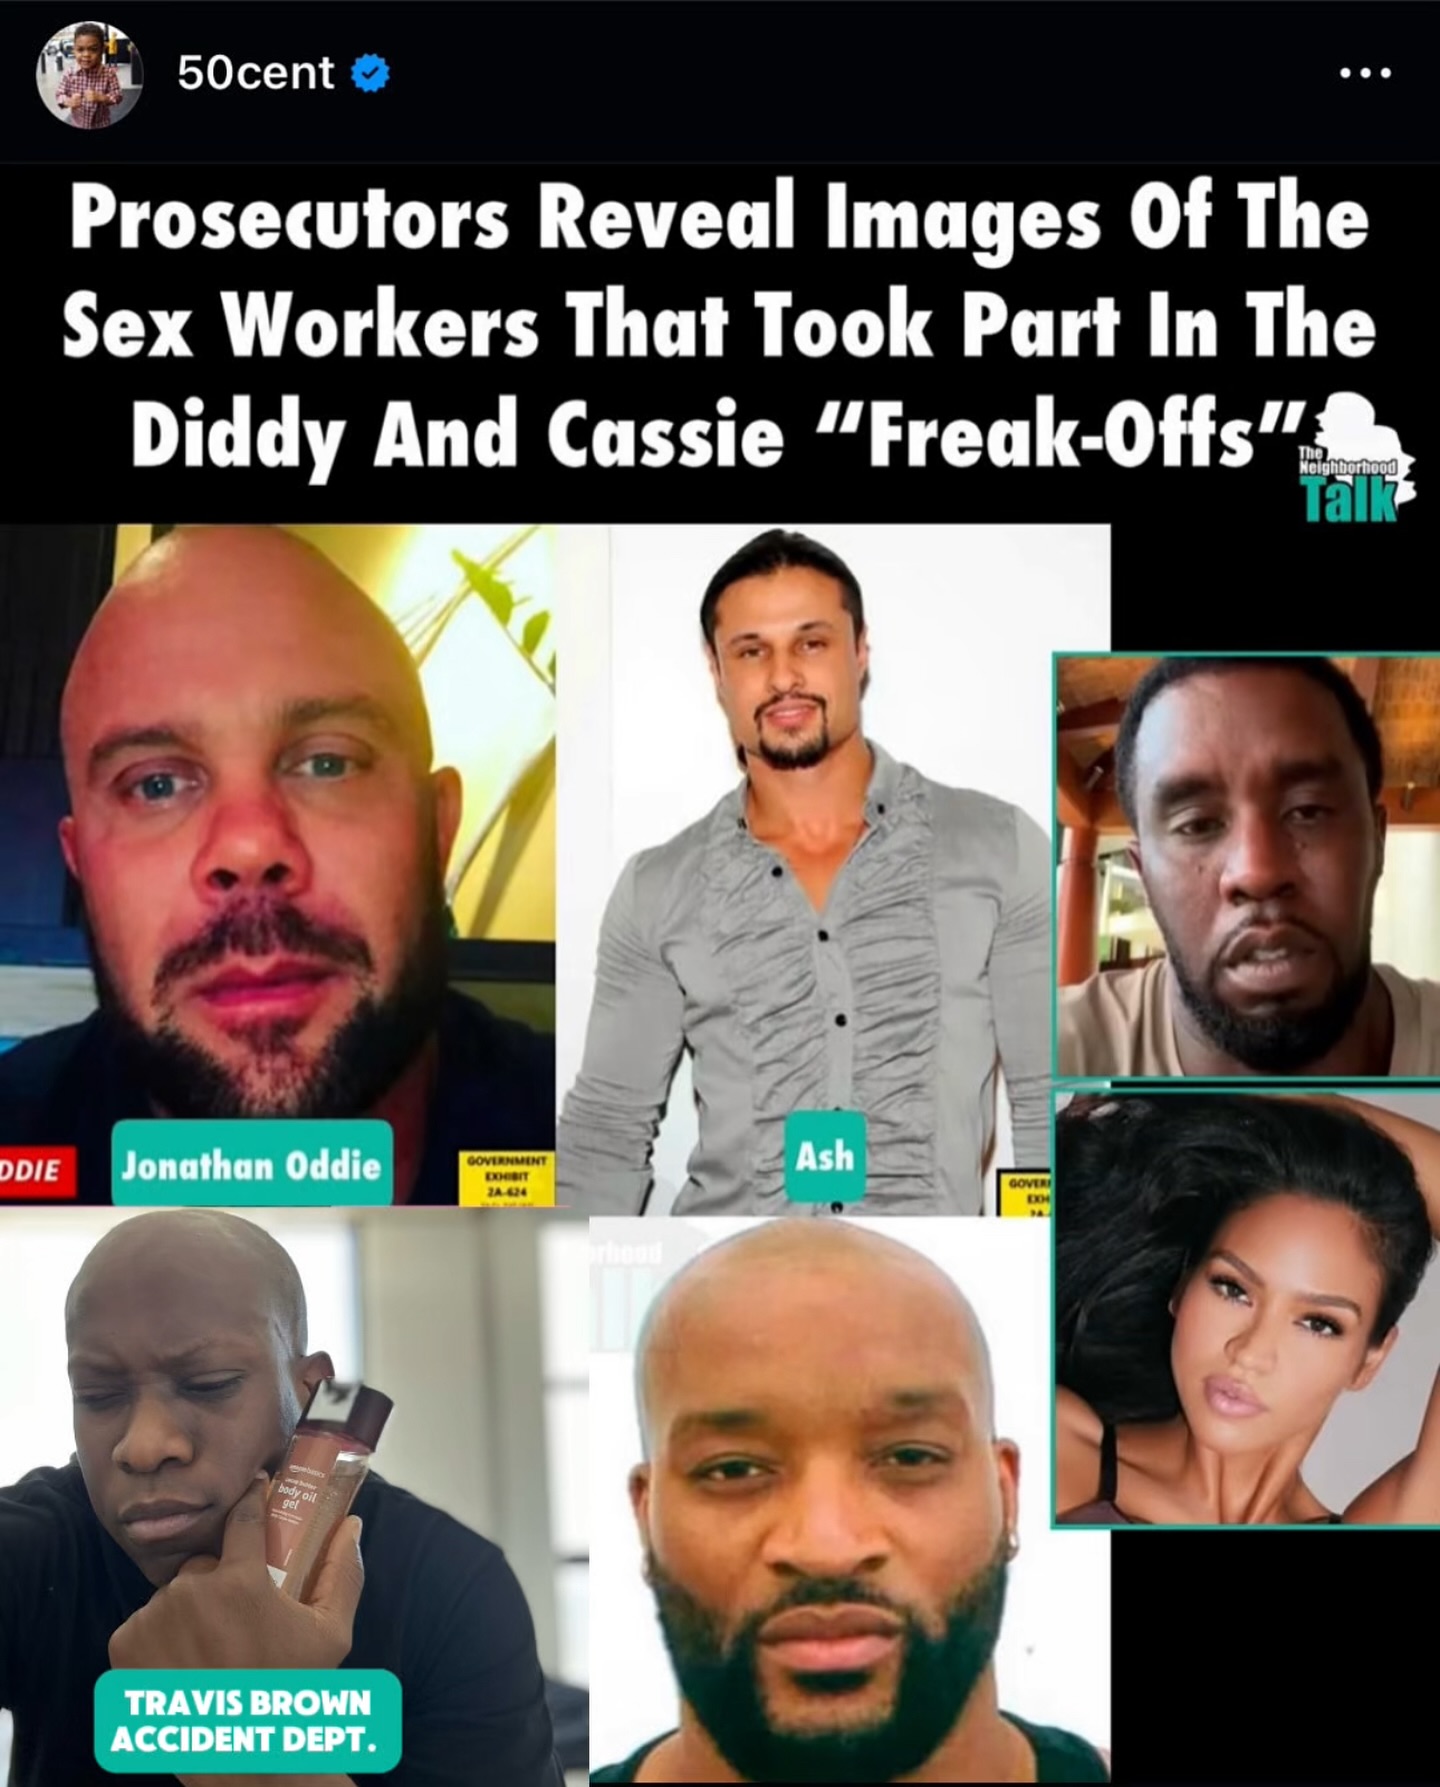 50cent
Prosecutors Reveal Images Of The
Sex Workers That Took Part In The
Diddy And Cassie “Freak-Offs”
The
Neighborhood
Talk
DDIE
Jonathan Oddie
GOVERNMENT
EXHIBIT
2A-624
Ash
GOVER
EXH
2A
orhood
amazon basics
body oil
gel
TRAVIS BROWN
ACCIDENT DEPT.